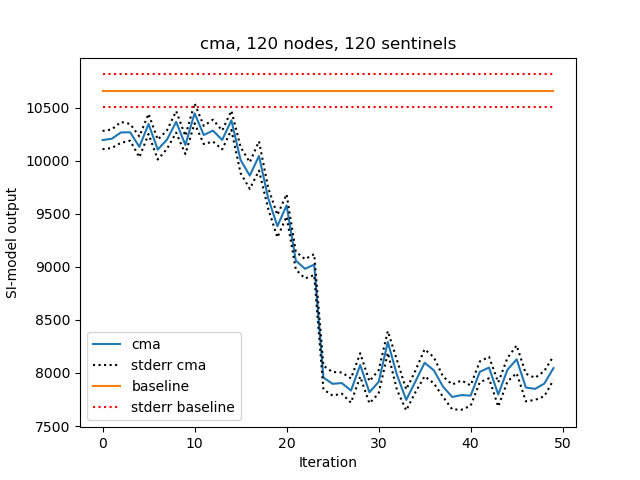 cma, 120 nodes, 120 sentinels
SI-model output
10500
10000
9500
9000
8500
8000
7500
cma
stderr cma
baseline
stderr baseline
0 10 20 30 40 50
Iteration